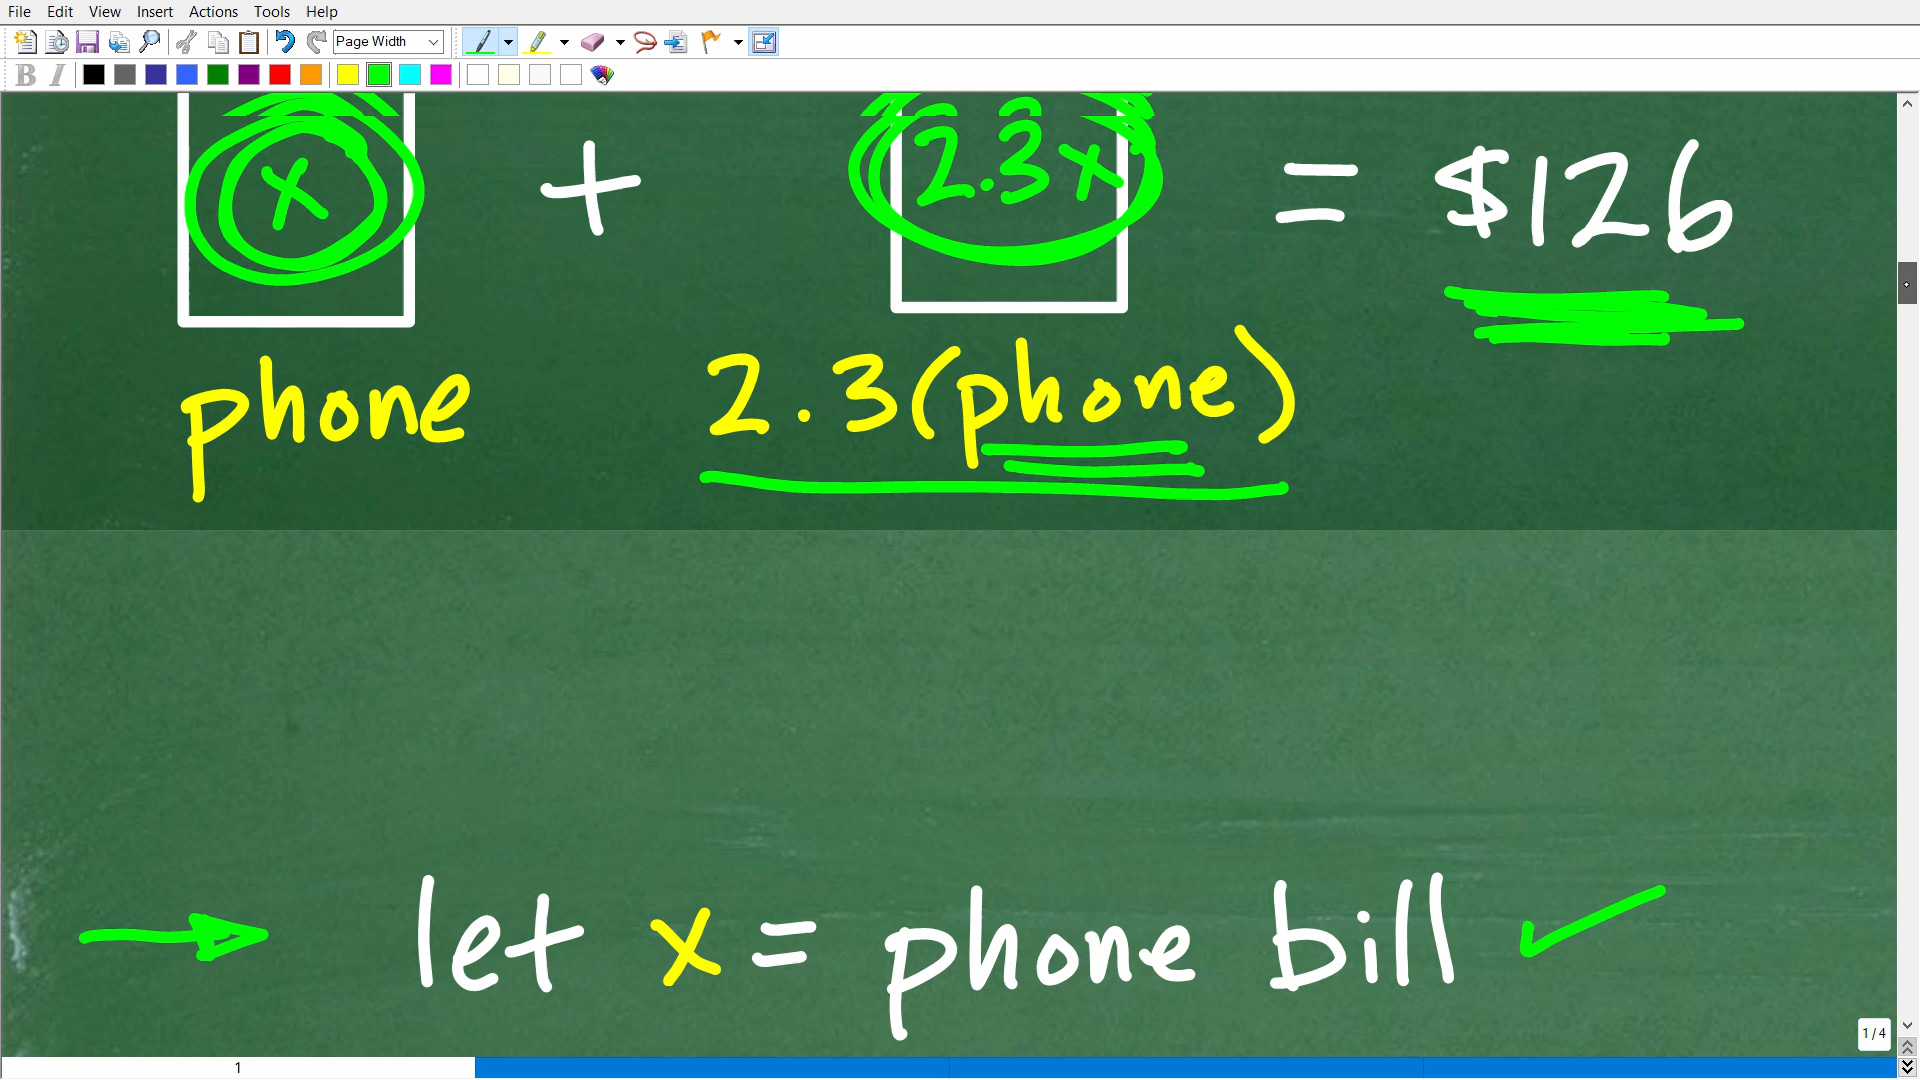 File Edit View Insert Actions Tools Help
Page Width
B I
x + 2.3x = $126
phone 2.3(phone)
let x = phone bill
1 / 4
1